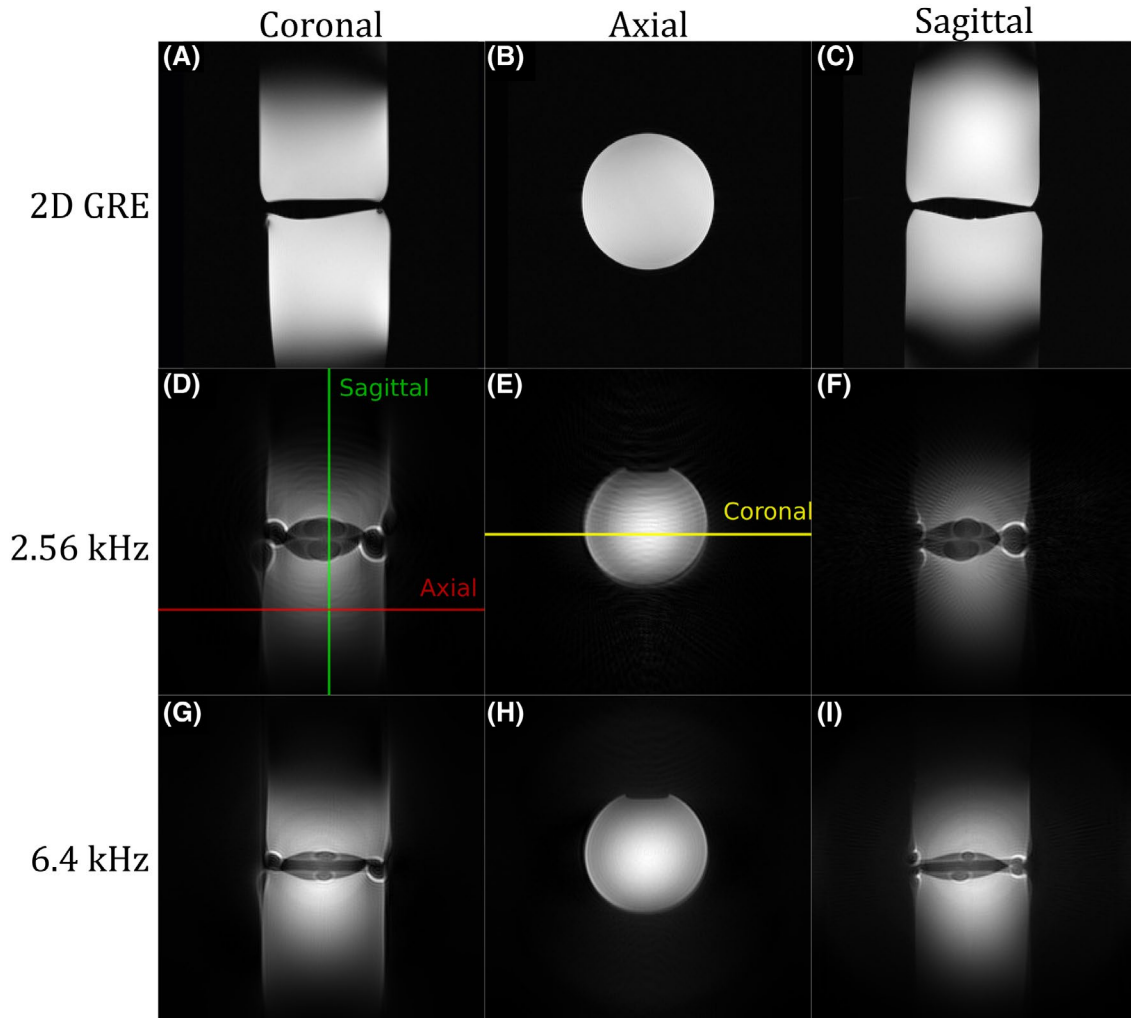 Coronal Axial Sagittal
(A) (B) (C)
2D GRE
(D) Sagittal (E) (F)
Coronal
2.56 kHz
Axial
(G) (H) (I)
6.4 kHz